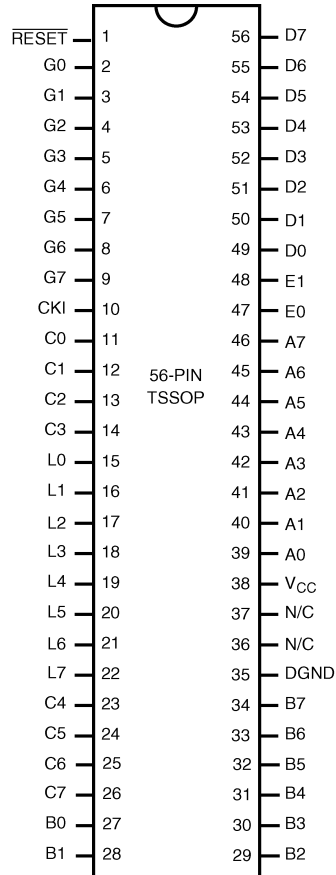 RESET 1 56 D7
G0 2 55 D6
G1 3 54 D5
G2 4 53 D4
G3 5 52 D3
G4 6 51 D2
G5 7 50 D1
G6 8 49 D0
G7 9 48 E1
CKI 10 47 E0
C0 11 46 A7
C1 12 45 A6
56-PIN
C2 13 44 A5
TSSOP
C3 14 43 A4
L0 15 42 A3
L1 16 41 A2
L2 17 40 A1
L3 18 39 A0
L4 19 38 VCC
L5 20 37 N/C
L6 21 36 N/C
L7 22 35 DGND
C4 23 34 B7
C5 24 33 B6
C6 25 32 B5
C7 26 31 B4
B0 27 30 B3
B1 28 29 B2